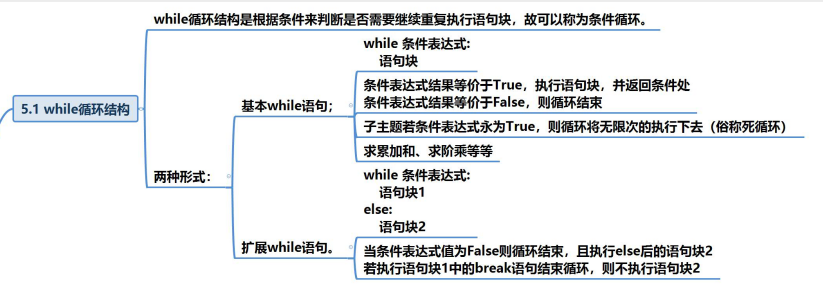 while循环结构是根据条件来判断是否需要继续重复执行语句块，故可以称为条件循环。
5.1 while循环结构
两种形式：
基本while语句；
while 条件表达式:
语句块
条件表达式结果等价于True，执行语句块，并返回条件处
条件表达式结果等价于False，则循环结束
子主题若条件表达式永为True，则循环将无限次的执行下去（俗称死循环）
求累加和、求阶乘等等
扩展while语句。
while 条件表达式:
语句块1
else:
语句块2
当条件表达式值为False则循环结束，且执行else后的语句块2
若执行语句块1中的break语句结束循环，则不执行语句块2